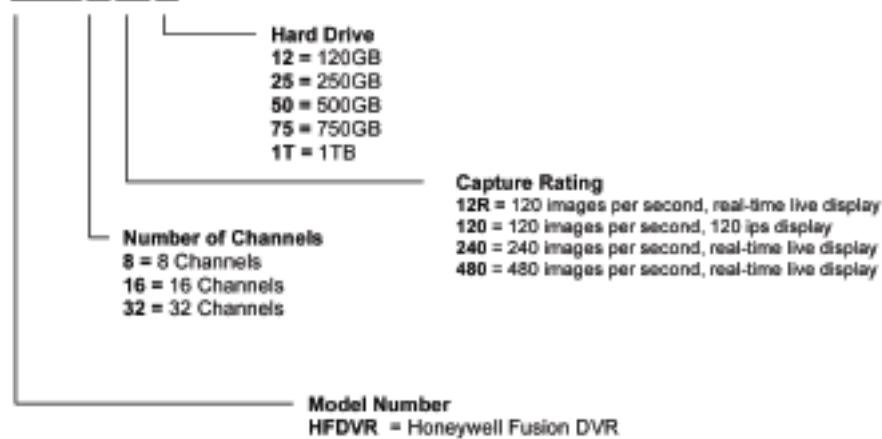 Hard Drive
12 = 120GB
25 = 250GB
50 = 500GB
75 = 750GB
1T = 1TB
Capture Rating
12R = 120 images per second, real-time live display
120 = 120 images per second, 120 ips display
240 = 240 images per second, real-time live display
480 = 480 images per second, real-time live display
Number of Channels
8 = 8 Channels
16 = 16 Channels
32 = 32 Channels
Model Number
HFDVR = Honeywell Fusion DVR